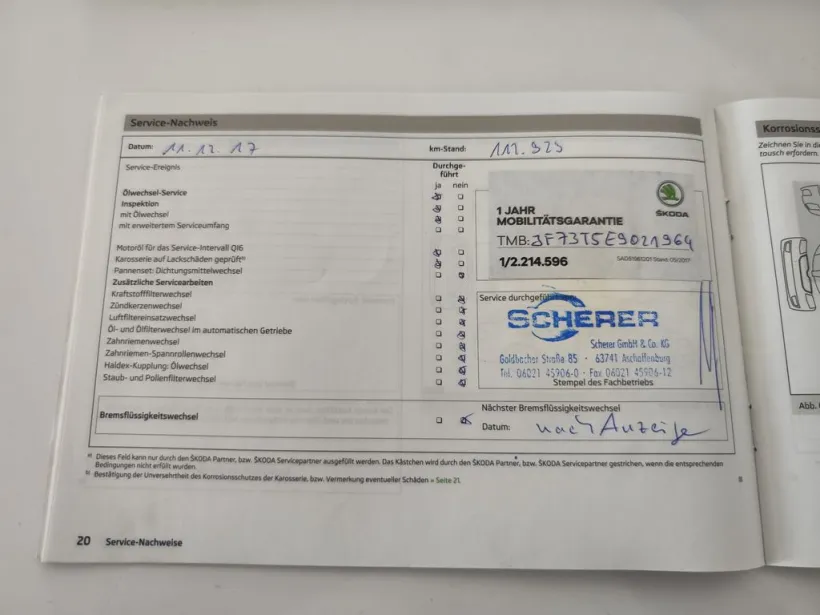 Service-Nachweis
Datum: 11.12.17 km-Stand: 111.925
Service-Ereignis Durchge-
führt
ja nein
Ölwechsel-Service
Inspektion
mit Ölwechsel
mit erweitertem Serviceumfang
Motoröl für das Service-Intervall QI6
Karosserie auf Lackschäden geprüft
Pannenset: Dichtungsmittelwechsel
Zusätzliche Servicearbeiten
Kraftstofffilterwechsel
Zündkerzenwechsel
Luftfiltereinsatzwechsel
Öl- und Ölfilterwechsel im automatischen Getriebe
Zahnriemenwechsel
Zahnriemen-Spannrollenwechsel
Haldex-Kupplung: Ölwechsel
Staub- und Pollenfilterwechsel
Bremsflüssigkeitswechsel
1 JAHR
MOBILITÄTSGARANTIE
ŠKODA
TMB: JF73T5E9021964
1/2.214.596
Service durchgeführt
SCHERER
Scherer GmbH & Co. KG
Goldbacher Straße 85 · 63741 Aschaffenburg
Tel. 06021 45906-0 · Fax 06021 45906-12
Stempel des Fachbetriebs
Nächster Bremsflüssigkeitswechsel
Datum: nach Anzeige
a) Dieses Feld kann nur durch den ŠKODA Partner, bzw. ŠKODA Servicepartner ausgefüllt werden. Das Kästchen wird durch den ŠKODA Partner, bzw. ŠKODA Servicepartner gestrichen, wenn die entsprechenden
Bedingungen nicht erfüllt wurden.
b) Bestätigung der Unversehrtheit des Korrosionsschutzes der Karosserie, bzw. Vermerkung eventueller Schäden » Seite 21.
20 Service-Nachweise
Korrosionss
Zeichnen Sie in die
tausch erfordern
Abb.